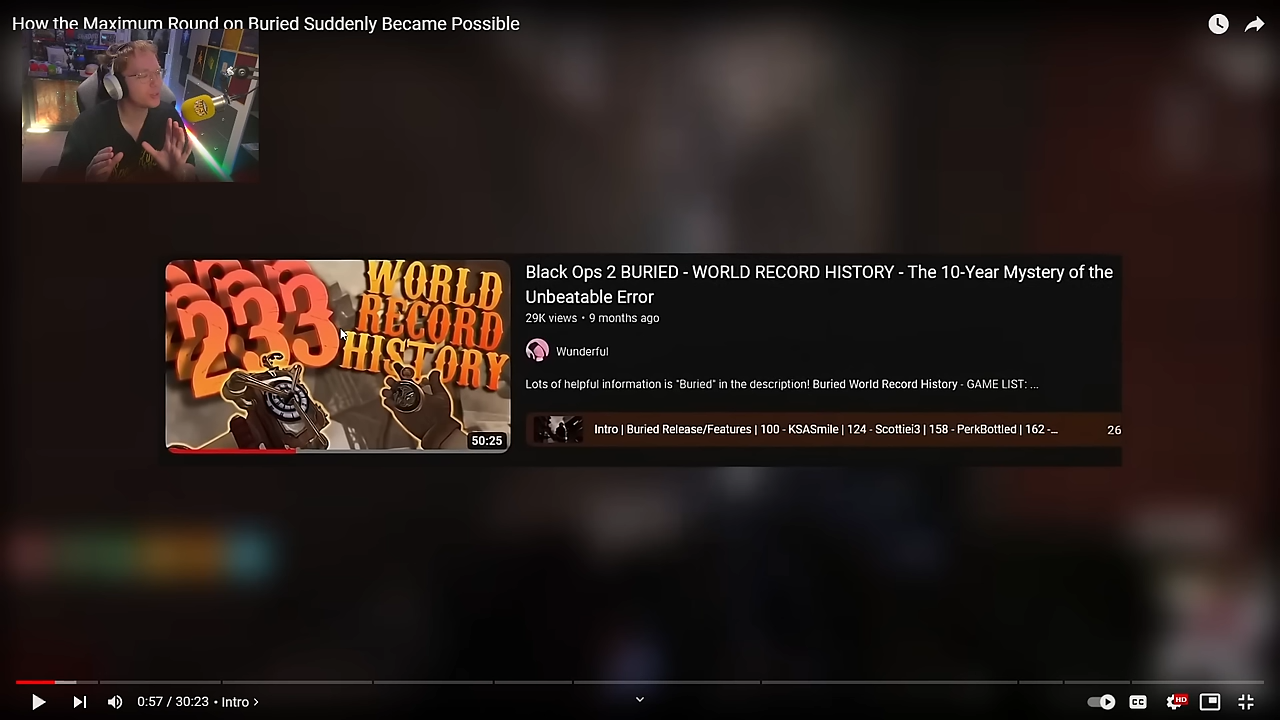 How the Maximum Round on Buried Suddenly Became Possible
233
WORLD
RECORD
HISTORY
50:25
Black Ops 2 BURIED - WORLD RECORD HISTORY - The 10-Year Mystery of the
Unbeatable Error
29K views • 9 months ago
Wunderful
Lots of helpful information is "Buried" in the description! Buried World Record History - GAME LIST: ...
Intro | Buried Release/Features | 100 - KSASmile | 124 - Scottiei3 | 158 - PerkBottled | 162 -...
26
0:57 / 30:23 • Intro ›
CC
HD